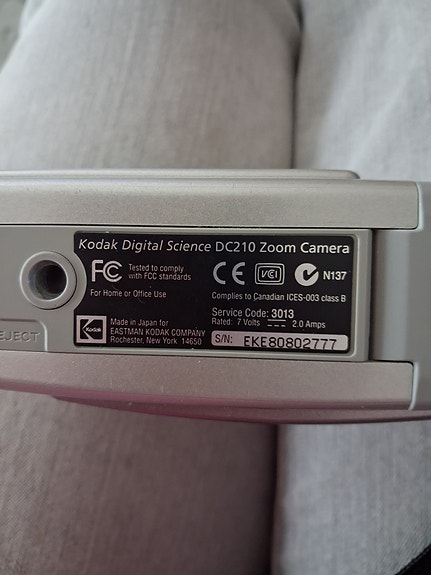 Kodak Digital Science DC210 Zoom Camera
FC Tested to comply
with FCC standards
CE VCI N137
For Home or Office Use
Complies to Canadian ICES-003 class B
Service Code: 3013
Rated: 7 Volts 2.0 Amps
Kodak
Made in Japan for
EASTMAN KODAK COMPANY
Rochester, New York 14650
S/N: EKE80802777
EJECT